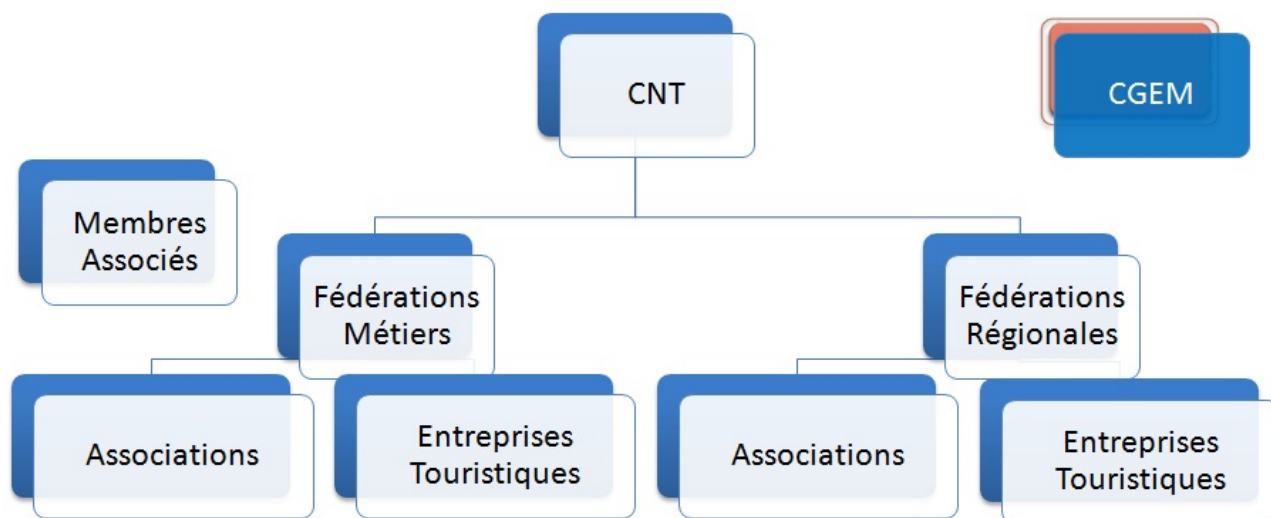 CNT
CGEM
Membres
Associés
Fédérations
Métiers
Fédérations
Régionales
Associations
Entreprises
Touristiques
Associations
Entreprises
Touristiques